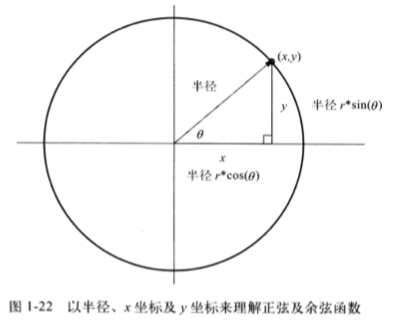 (x,y)
半径
y
半径 r*sin(θ)
θ
x
半径 r*cos(θ)
图 1-22 以半径、x 坐标及 y 坐标来理解正弦及余弦函数